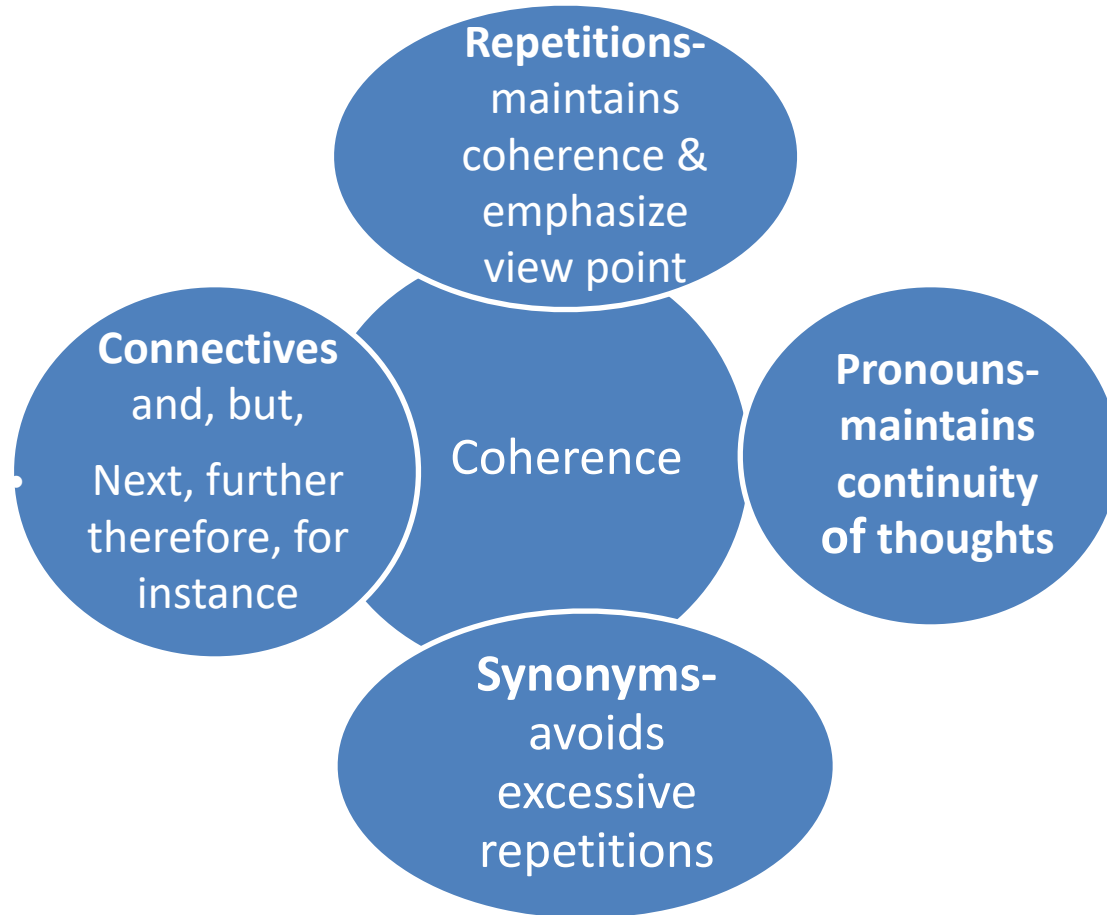 Repetitions-
maintains
coherence &
emphasize
view point
Connectives
and, but,
•
Next, further
therefore, for
instance
Coherence
Pronouns-
maintains
continuity
of thoughts
Synonyms-
avoids
excessive
repetitions